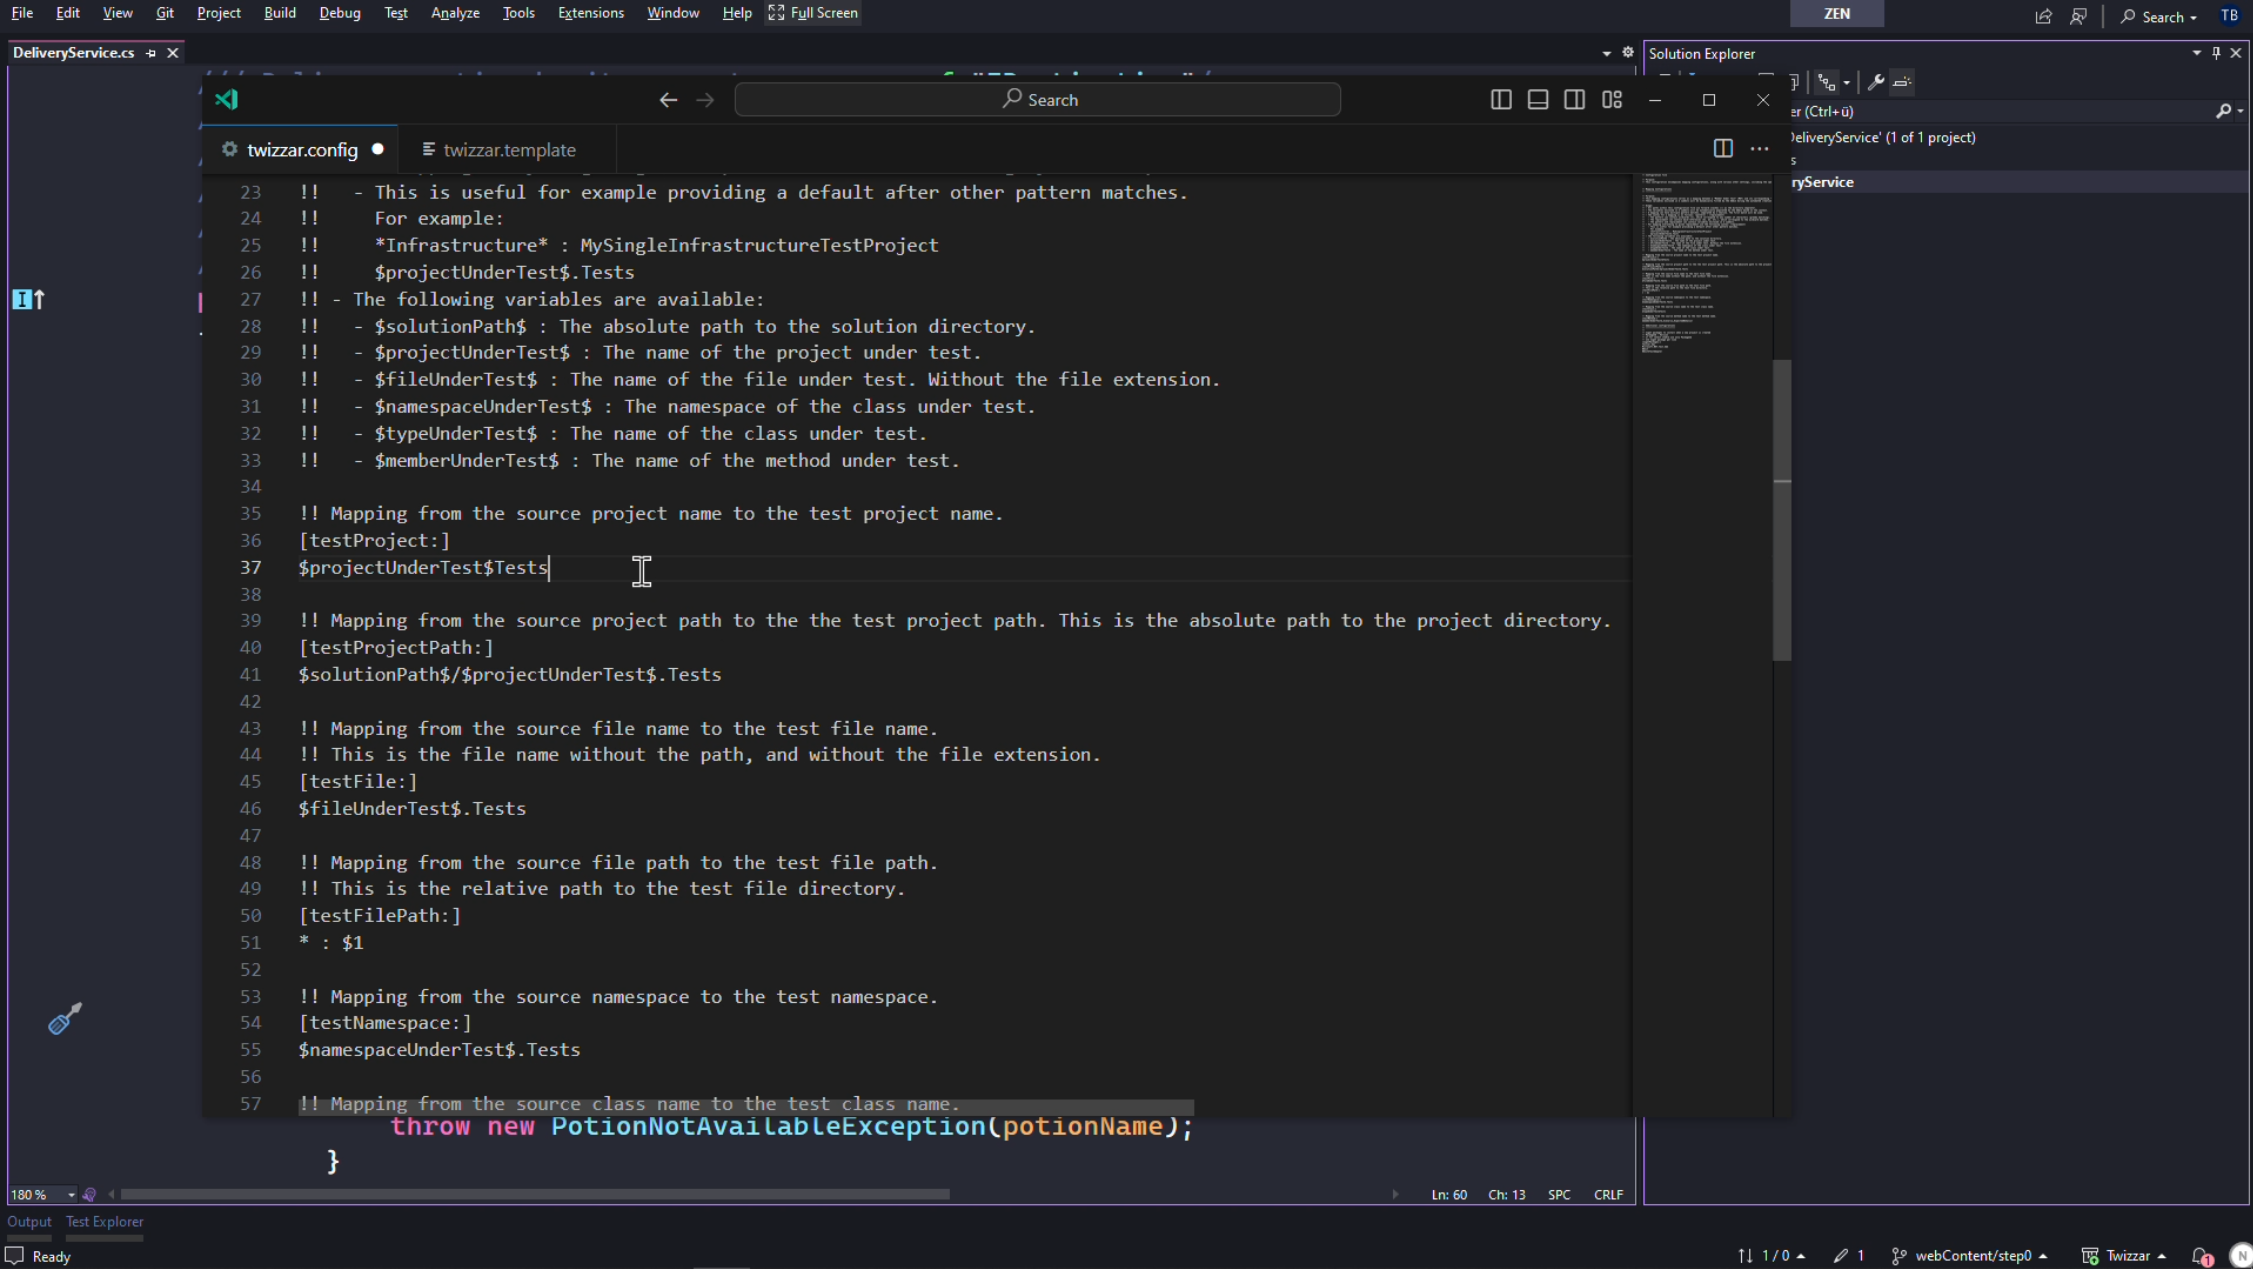 File Edit View Git Project Build Debug Test Analyze Tools Extensions Window Help Full Screen ZEN Search TB
DeliveryService.cs
Solution Explorer
Search
er (Ctrl+ü)
DeliveryService' (1 of 1 project)
ryService
twizzar.config twizzar.template
23 !!   - This is useful for example providing a default after other pattern matches.
24 !!     For example:
25 !!     *Infrastructure* : MySingleInfrastructureTestProject
26 !!     $projectUnderTest$.Tests
27 !! - The following variables are available:
28 !!   - $solutionPath$ : The absolute path to the solution directory.
29 !!   - $projectUnderTest$ : The name of the project under test.
30 !!   - $fileUnderTest$ : The name of the file under test. Without the file extension.
31 !!   - $namespaceUnderTest$ : The namespace of the class under test.
32 !!   - $typeUnderTest$ : The name of the class under test.
33 !!   - $memberUnderTest$ : The name of the method under test.
34
35 !! Mapping from the source project name to the test project name.
36 [testProject:]
37 $projectUnderTest$Tests
38
39 !! Mapping from the source project path to the the test project path. This is the absolute path to the project directory.
40 [testProjectPath:]
41 $solutionPath$/$projectUnderTest$.Tests
42
43 !! Mapping from the source file name to the test file name.
44 !! This is the file name without the path, and without the file extension.
45 [testFile:]
46 $fileUnderTest$.Tests
47
48 !! Mapping from the source file path to the test file path.
49 !! This is the relative path to the test file directory.
50 [testFilePath:]
51 * : $1
52
53 !! Mapping from the source namespace to the test namespace.
54 [testNamespace:]
55 $namespaceUnderTest$.Tests
56
57 !! Mapping from the source class name to the test class name.
throw new PotionNotAvailableException(potionName);
}
180 % Ln: 60 Ch: 13 SPC CRLF
Output Test Explorer
Ready 1 / 0 1 webContent/step0 Twizzar 1 N